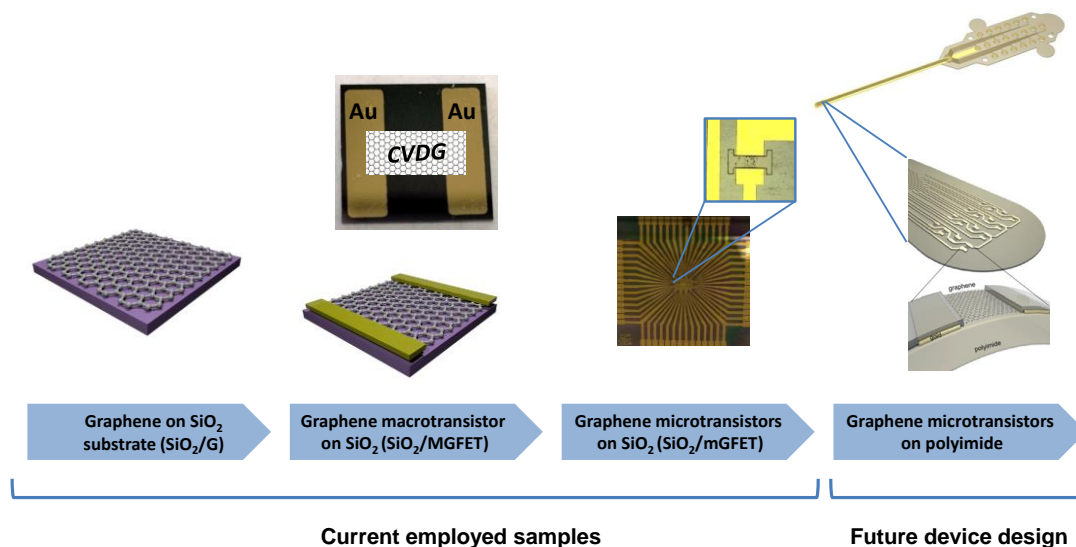 Au Au
CVDG
graphene
gold
polyimide
Graphene on SiO₂
substrate (SiO₂/G)
Graphene macrotransistor
on SiO₂ (SiO₂/MGFET)
Graphene microtransistors
on SiO₂ (SiO₂/mGFET)
Graphene microtransistors
on polyimide
Current employed samples
Future device design